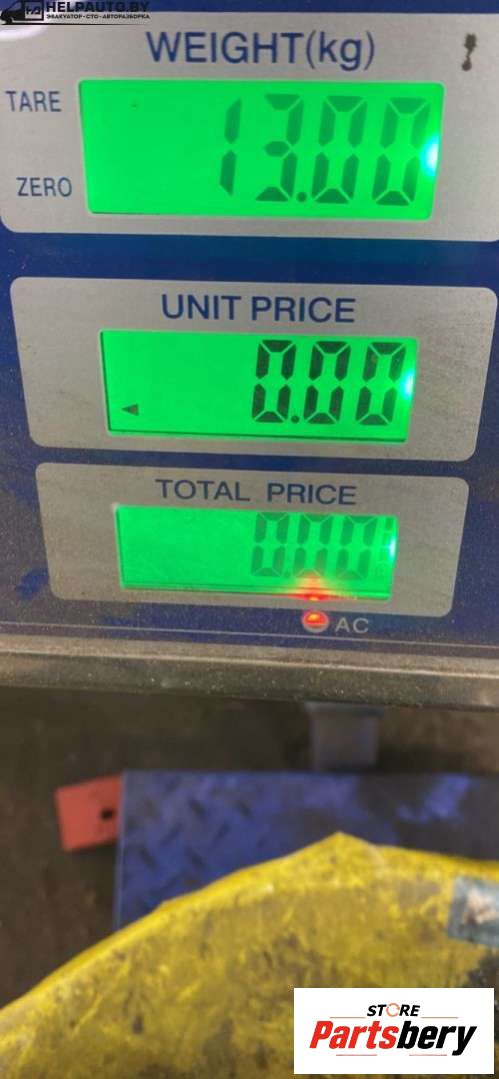 HELPAUTO.BY
ЭВАКУАТОР-СТО-АВТОРАЗБОРКА
WEIGHT(kg)
TARE
13.00
ZERO
UNIT PRICE
0.00
TOTAL PRICE
0.00
AC
STORE
Partsbery